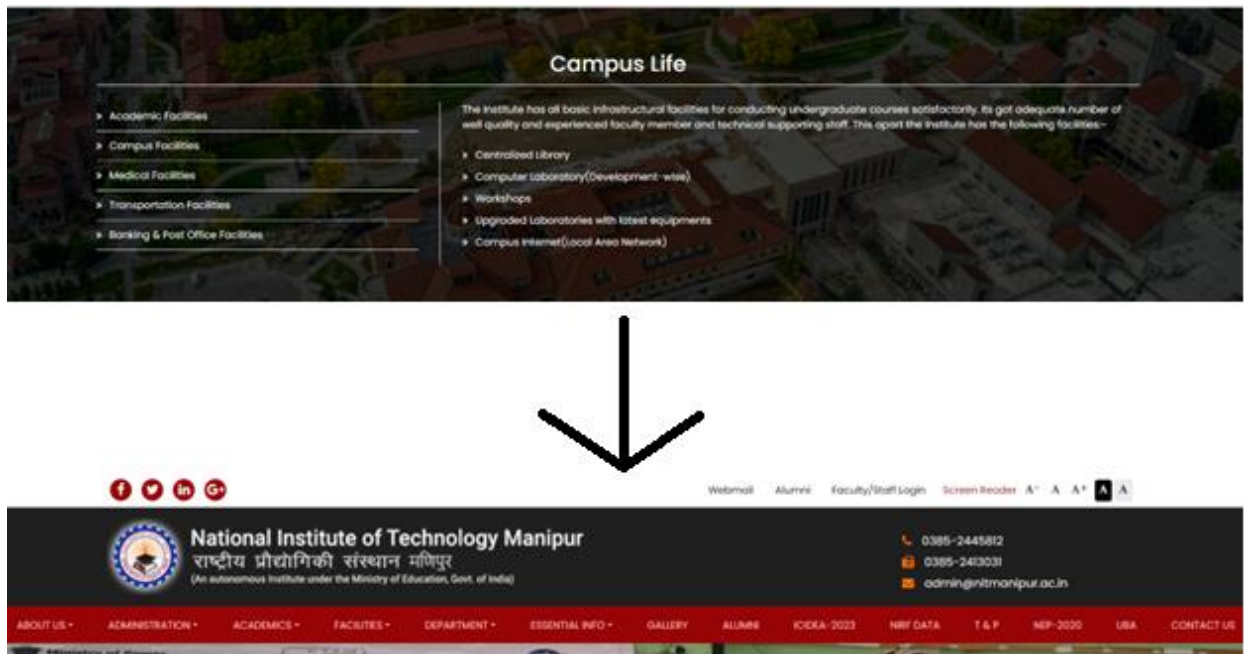 Campus Life
» Academic Facilities
» Campus Facilities
» Medical Facilities
» Transportation Facilities
» Banking & Post Office Facilities
The Institute has all basic infrastructural facilities for conducting undergraduate courses satisfactorily. Its got adequate number of
well quality and experienced faculty member and technical supporting staff. This apart the Institute has the following facilities:-
» Centralized Library
» Computer Laboratory(Development-wise)
» Workshops
» Upgraded Laboratories with latest equipments
» Campus Internet(Local Area Network)
Webmail Alumni Faculty/Staff Login Screen Reader A- A A+ A A
National Institute of Technology Manipur
राष्ट्रीय प्रौद्योगिकी संस्थान मणिपुर
(An autonomous Institute under the Ministry of Education, Govt. of India)
0385-2445812
0385-2413031
admin@nitmanipur.ac.in
ABOUT US ADMINISTRATION ACADEMICS FACILITIES DEPARTMENT ESSENTIAL INFO GALLERY ALUMNI ICIDEA-2023 NIRF DATA T & P NEP-2020 UBA CONTACT US